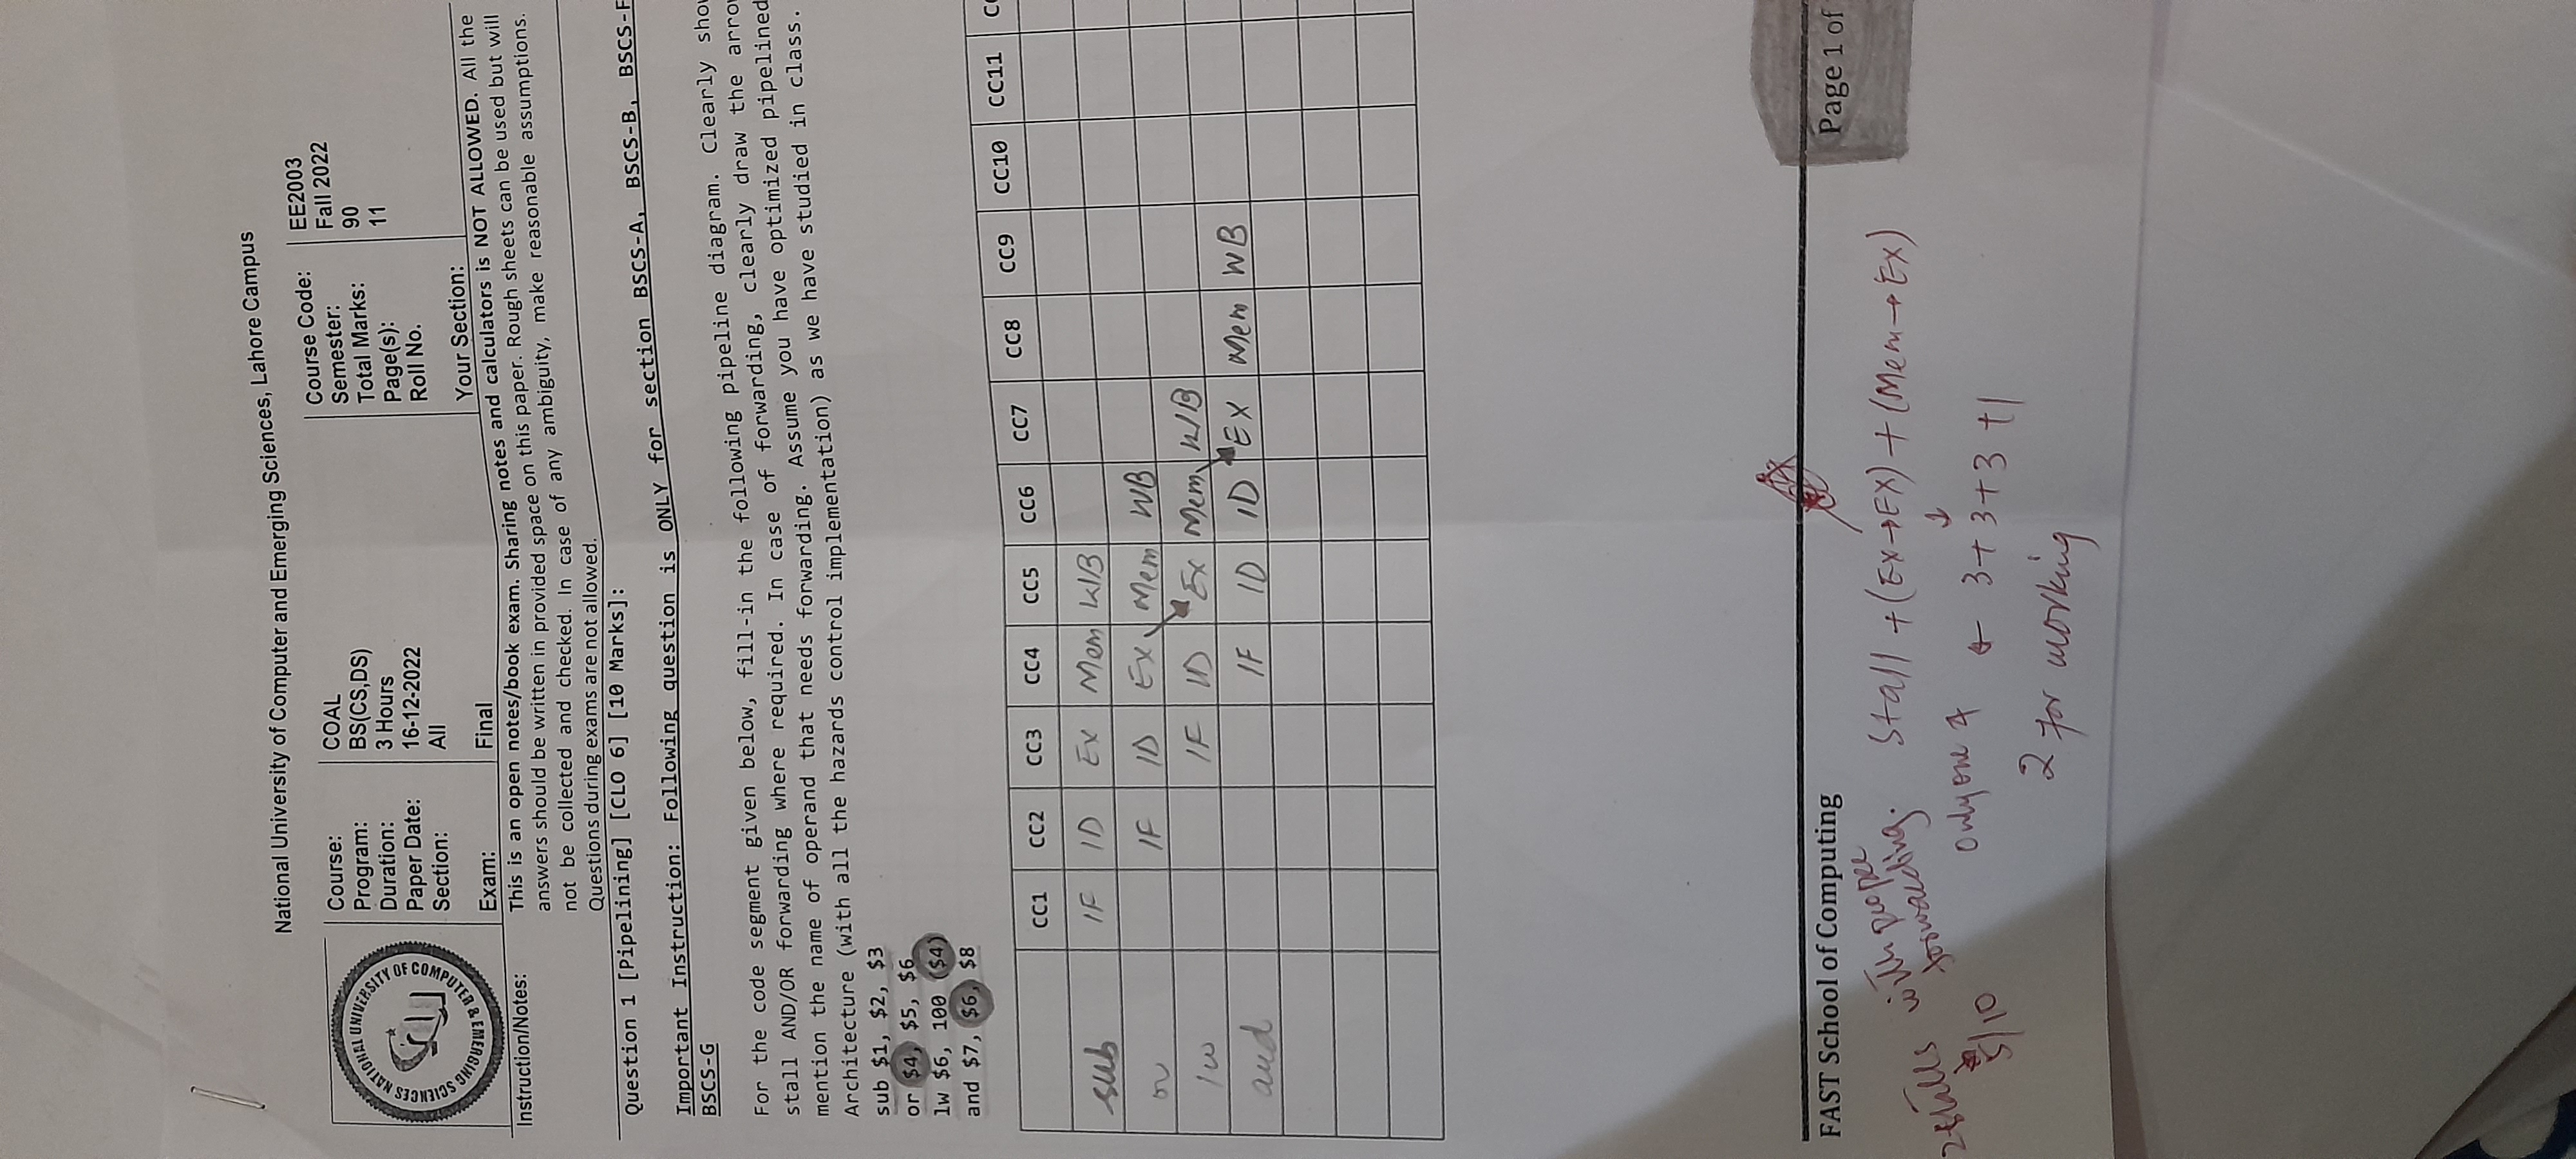 National University of Computer and Emerging Sciences, Lahore Campus
NATIONAL UNIVERSITY OF COMPUTER & EMERGING SCIENCES
Course: COAL Course Code: EE2003
Program: BS(CS,DS) Semester: Fall 2022
Duration: 3 Hours Total Marks: 90
Paper Date: 16-12-2022 Page(s): 11
Section: All Roll No.
Exam: Final Your Section:
Instruction/Notes: This is an open notes/book exam. Sharing notes and calculators is NOT ALLOWED. All the
answers should be written in provided space on this paper. Rough sheets can be used but will
not be collected and checked. In case of any ambiguity, make reasonable assumptions.
Questions during exams are not allowed.
Question 1 [Pipelining] [CLO 6] [10 Marks]:
Important Instruction: Following question is ONLY for section BSCS-A, BSCS-B, BSCS-F
BSCS-G
For the code segment given below, fill-in the following pipeline diagram. Clearly sho
stall AND/OR forwarding where required. In case of forwarding, clearly draw the arro
mention the name of operand that needs forwarding. Assume you have optimized pipelined
Architecture (with all the hazards control implementation) as we have studied in class.
sub $1, $2, $3
or $4, $5, $6
lw $6, 100 ($4)
and $7, $6, $8
CC1 CC2 CC3 CC4 CC5 CC6 CC7 CC8 CC9 CC10 CC11 C
sub IF ID Ex Mem WB
or IF ID Ex Mem WB
lw IF ID Ex Mem WB
and IF ID ID EX Mem WB
FAST School of Computing Page 1 of
2 stalls with proper
forwarding.
5/10
Stall + (Ex→EX) + (Mem→Ex)
↓
Only one 4 ← 3+3+3 +1
2 for working